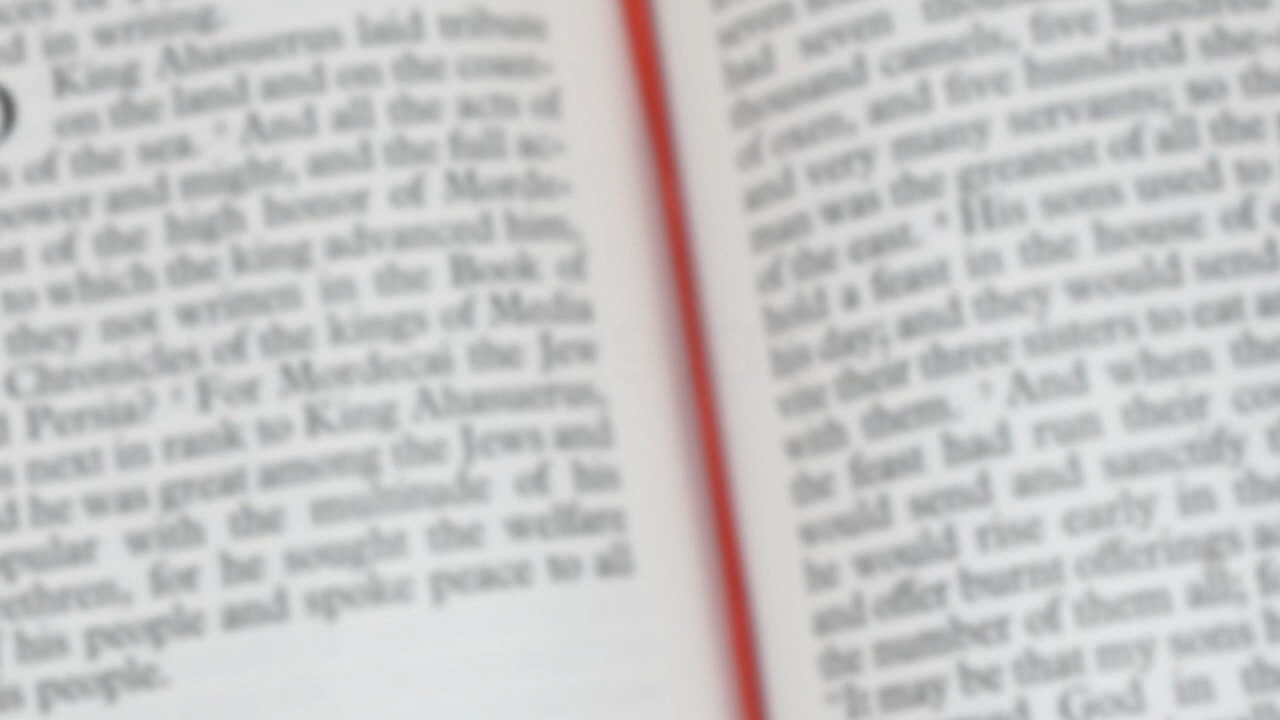 d in writing.
King Ahasuerus laid tribute
on the land and on the coast-
of the sea. And all the acts of
power and might, and the full ac-
of the high honor of Morde-
to which the king advanced him,
they not written in the Book of
Chronicles of the kings of Media
Persia? For Mordecai the Jew
next in rank to King Ahasuerus,
he was great among the Jews and
pular with the multitude of his
ethren, for he sought the welfare
his people and spoke peace to all
people.
seven
had seven
thousand camels, five hundred
of oxen, and five hundred she-
and very many servants; so
man was the greatest of all the
of the east. His sons used to
hold a feast in the house of
his day; and they would send
their three sisters to eat
with them. And when the
the feast had run their
would send and sanctify
he would rise early in the
and offer burnt offerings
the number of them all; f
"It may be that my sons
God in